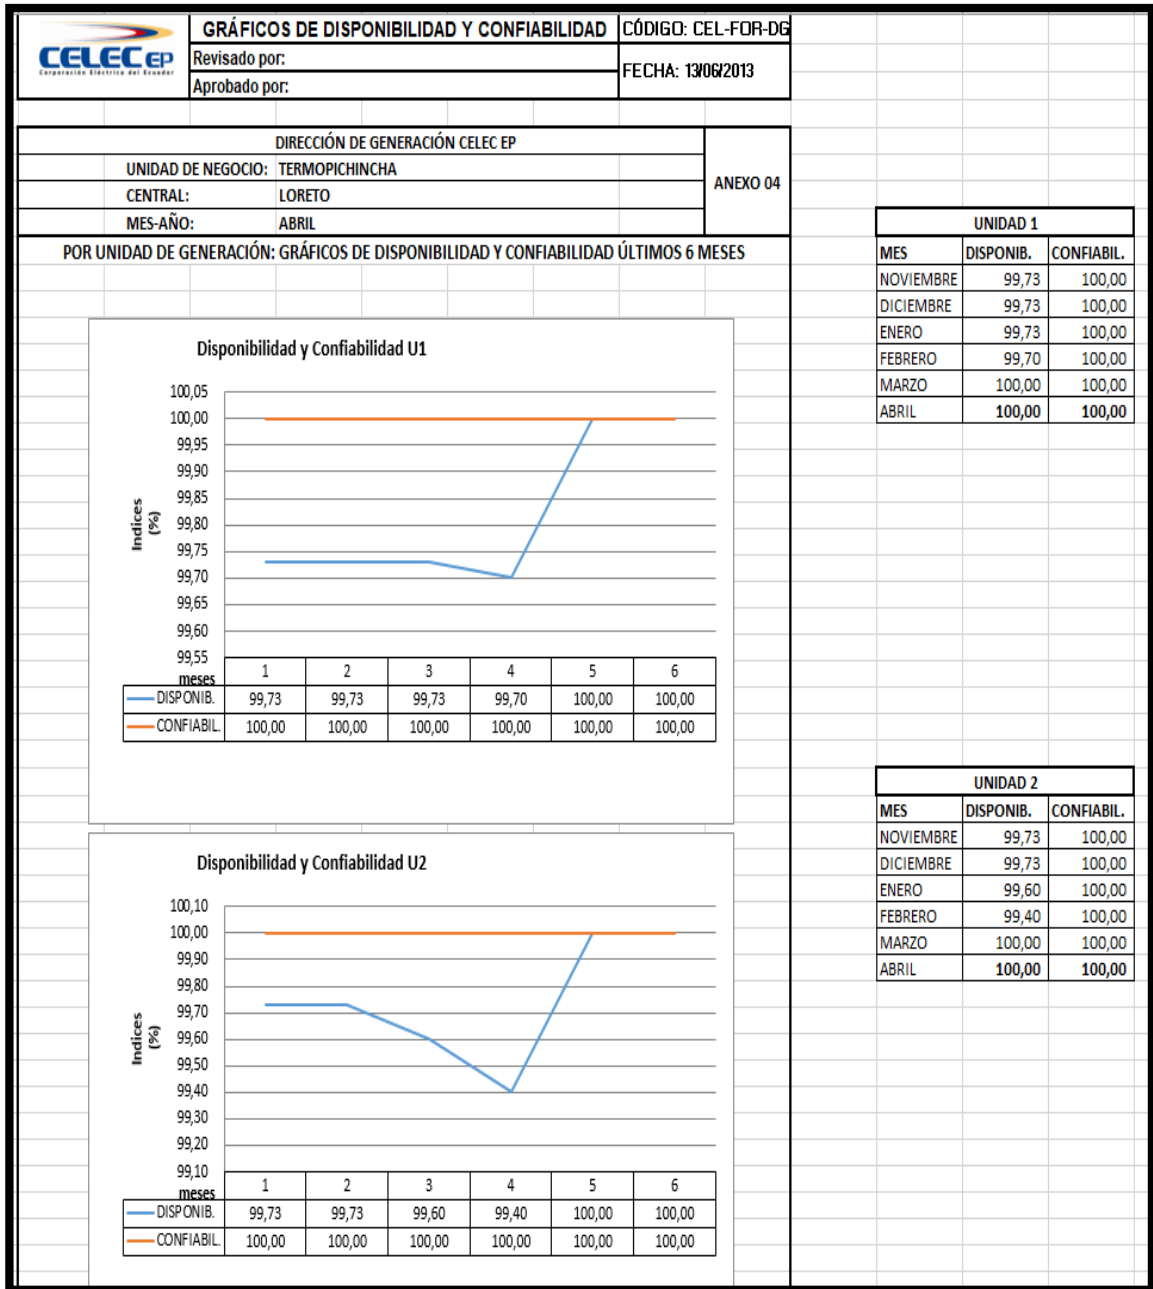 CELEC EP
Corporación Eléctrica del Ecuador
GRÁFICOS DE DISPONIBILIDAD Y CONFIABILIDAD
CÓDIGO: CEL-FOR-DG
Revisado por:
FECHA: 13/06/2013
Aprobado por:
DIRECCIÓN DE GENERACIÓN CELEC EP
UNIDAD DE NEGOCIO: TERMOPICHINCHA
CENTRAL: LORETO
MES-AÑO: ABRIL
ANEXO 04
POR UNIDAD DE GENERACIÓN: GRÁFICOS DE DISPONIBILIDAD Y CONFIABILIDAD ÚLTIMOS 6 MESES
UNIDAD 1
MES DISPONIB. CONFIABIL.
NOVIEMBRE 99,73 100,00
DICIEMBRE 99,73 100,00
ENERO 99,73 100,00
FEBRERO 99,70 100,00
MARZO 100,00 100,00
ABRIL 100,00 100,00
Disponibilidad y Confiabilidad U1
100,05
100,00
99,95
99,90
99,85
99,80
99,75
99,70
99,65
99,60
99,55
Indices
(%)
meses 1 2 3 4 5 6
DISPONIB. 99,73 99,73 99,73 99,70 100,00 100,00
CONFIABIL. 100,00 100,00 100,00 100,00 100,00 100,00
UNIDAD 2
MES DISPONIB. CONFIABIL.
NOVIEMBRE 99,73 100,00
DICIEMBRE 99,73 100,00
ENERO 99,60 100,00
FEBRERO 99,40 100,00
MARZO 100,00 100,00
ABRIL 100,00 100,00
Disponibilidad y Confiabilidad U2
100,10
100,00
99,90
99,80
99,70
99,60
99,50
99,40
99,30
99,20
99,10
Indices
(%)
meses 1 2 3 4 5 6
DISPONIB. 99,73 99,73 99,60 99,40 100,00 100,00
CONFIABIL. 100,00 100,00 100,00 100,00 100,00 100,00